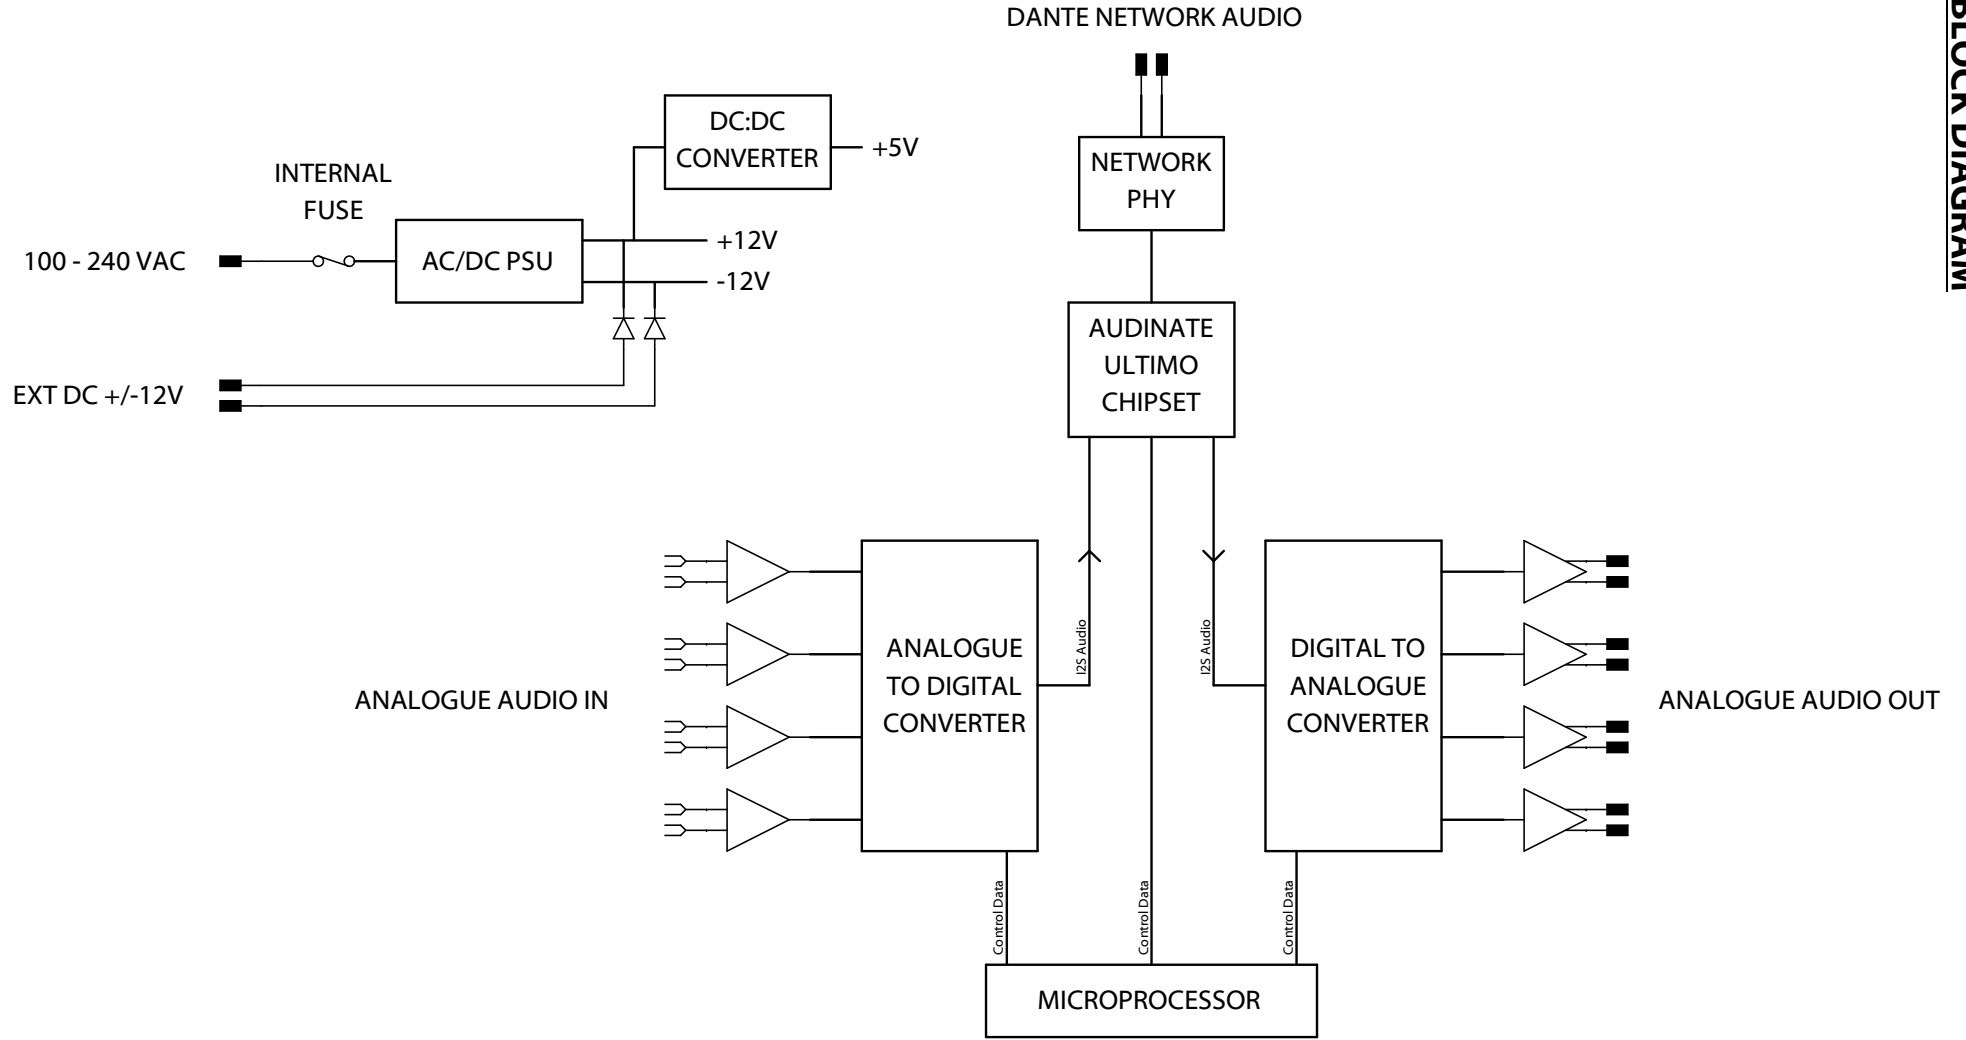 BLOCK DIAGRAM
DANTE NETWORK AUDIO
DC:DC
CONVERTER
+5V
NETWORK
PHY
INTERNAL
FUSE
100 - 240 VAC
AC/DC PSU
+12V
-12V
EXT DC +/-12V
AUDINATE
ULTIMO
CHIPSET
ANALOGUE AUDIO IN
ANALOGUE
TO DIGITAL
CONVERTER
I2S Audio
I2S Audio
DIGITAL TO
ANALOGUE
CONVERTER
ANALOGUE AUDIO OUT
Control Data
Control Data
Control Data
MICROPROCESSOR